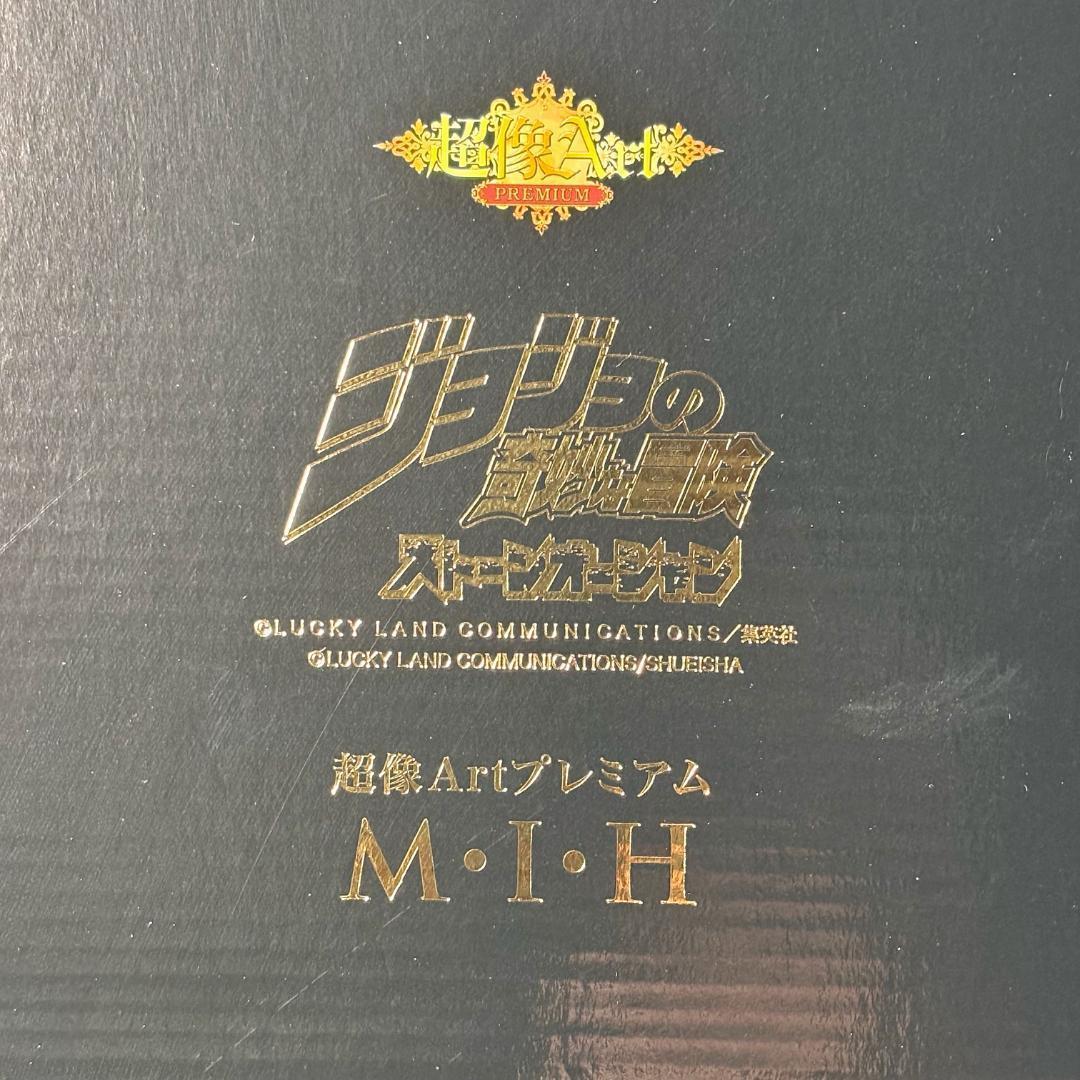 超像Art
PREMIUM
ジョジョの
奇妙な冒険
ストーンオーシャン
©LUCKY LAND COMMUNICATIONS/集英社
©LUCKY LAND COMMUNICATIONS/SHUEISHA
超像Artプレミアム
M・I・H